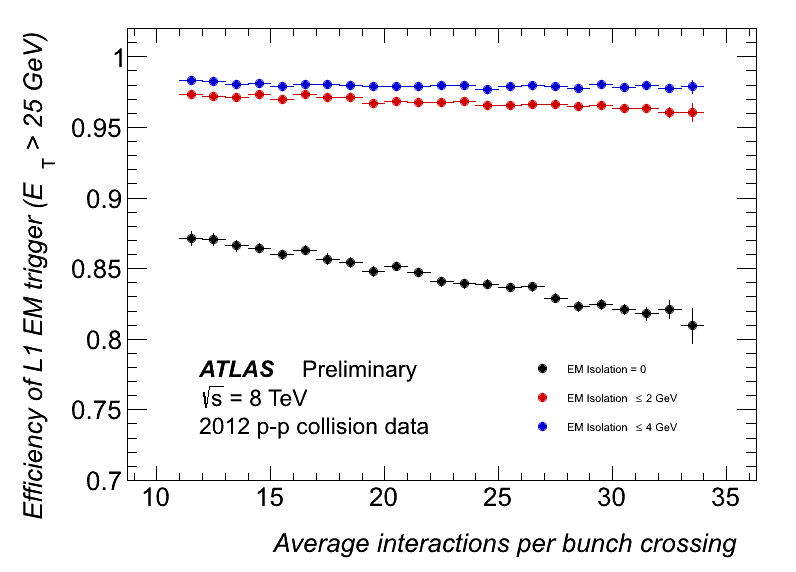 Efficiency of L1 EM trigger (E_T > 25 GeV)
1
0.95
0.9
0.85
0.8
0.75
0.7
ATLAS Preliminary
√s = 8 TeV
2012 p-p collision data
EM Isolation = 0
EM Isolation ≤ 2 GeV
EM Isolation ≤ 4 GeV
10 15 20 25 30 35
Average interactions per bunch crossing